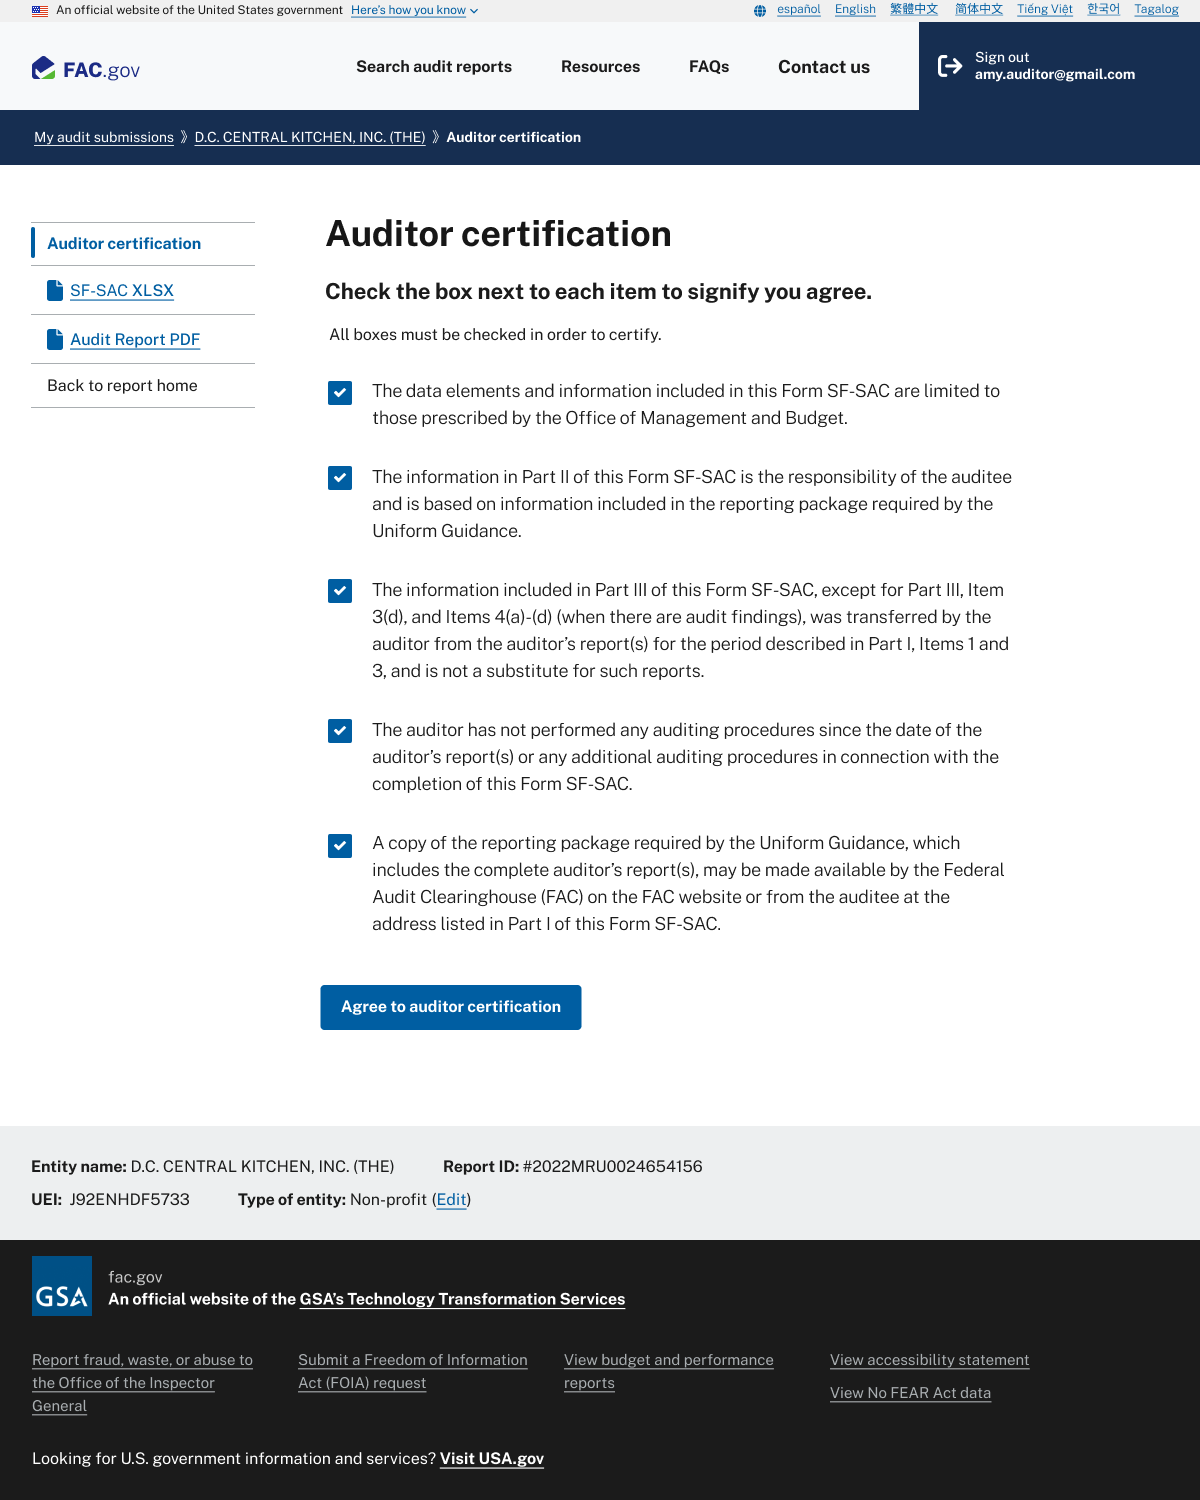 An official website of the United States government Here's how you know
español English 繁體中文 简体中文 Tiếng Việt 한국어 Tagalog
FAC.gov
Search audit reports Resources FAQs Contact us
Sign out
amy.auditor@gmail.com
My audit submissions 》 D.C. CENTRAL KITCHEN, INC. (THE) 》 Auditor certification
Auditor certification
SF-SAC XLSX
Audit Report PDF
Back to report home
Auditor certification
Check the box next to each item to signify you agree.
All boxes must be checked in order to certify.
The data elements and information included in this Form SF-SAC are limited to
those prescribed by the Office of Management and Budget.
The information in Part II of this Form SF-SAC is the responsibility of the auditee
and is based on information included in the reporting package required by the
Uniform Guidance.
The information included in Part III of this Form SF-SAC, except for Part III, Item
3(d), and Items 4(a)-(d) (when there are audit findings), was transferred by the
auditor from the auditor’s report(s) for the period described in Part I, Items 1 and
3, and is not a substitute for such reports.
The auditor has not performed any auditing procedures since the date of the
auditor’s report(s) or any additional auditing procedures in connection with the
completion of this Form SF-SAC.
A copy of the reporting package required by the Uniform Guidance, which
includes the complete auditor’s report(s), may be made available by the Federal
Audit Clearinghouse (FAC) on the FAC website or from the auditee at the
address listed in Part I of this Form SF-SAC.
Agree to auditor certification
Entity name: D.C. CENTRAL KITCHEN, INC. (THE) Report ID: #2022MRU0024654156
UEI: J92ENHDF5733 Type of entity: Non-profit (Edit)
GSA
fac.gov
An official website of the GSA’s Technology Transformation Services
Report fraud, waste, or abuse to
the Office of the Inspector
General
Submit a Freedom of Information
Act (FOIA) request
View budget and performance
reports
View accessibility statement
View No FEAR Act data
Looking for U.S. government information and services? Visit USA.gov